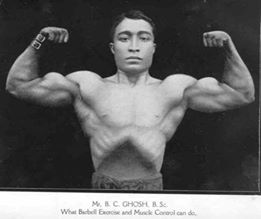 Mr. B. C. GHOSH, B. Sc.
What Barbell Exercise and Muscle Control can do.